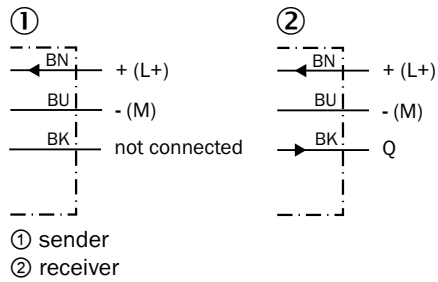 ① ②
BN + (L+) BN + (L+)
BU - (M) BU - (M)
BK not connected BK Q
① sender
② receiver